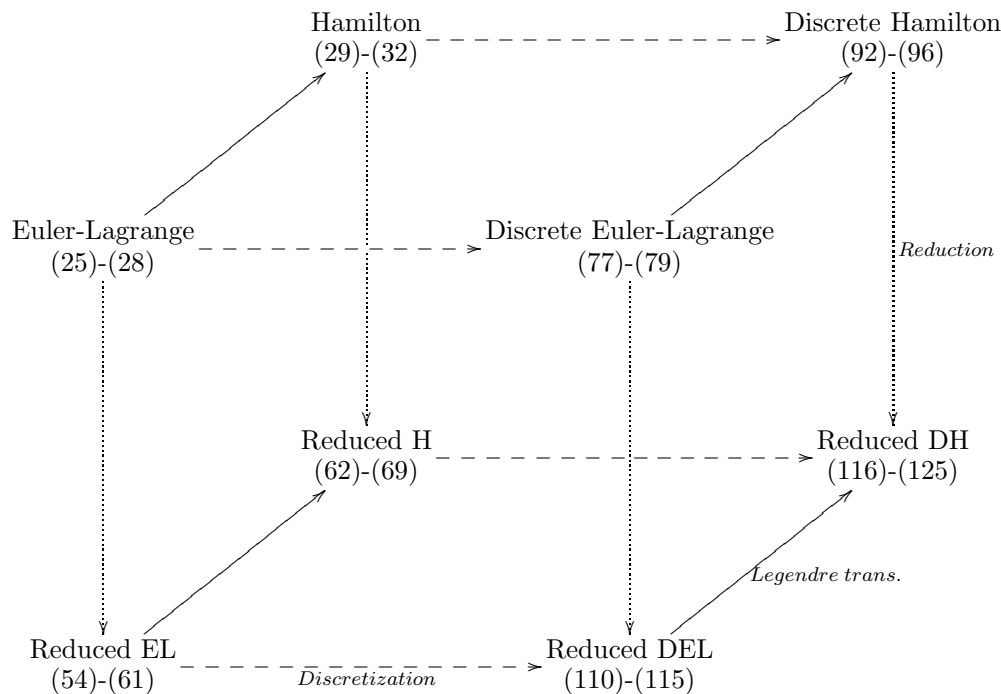 Hamilton
(29)-(32)
Discrete Hamilton
(92)-(96)
Euler-Lagrange
(25)-(28)
Discrete Euler-Lagrange
(77)-(79)
Reduction
Reduced H
(62)-(69)
Reduced DH
(116)-(125)
Legendre trans.
Reduced EL
(54)-(61)
Discretization
Reduced DEL
(110)-(115)